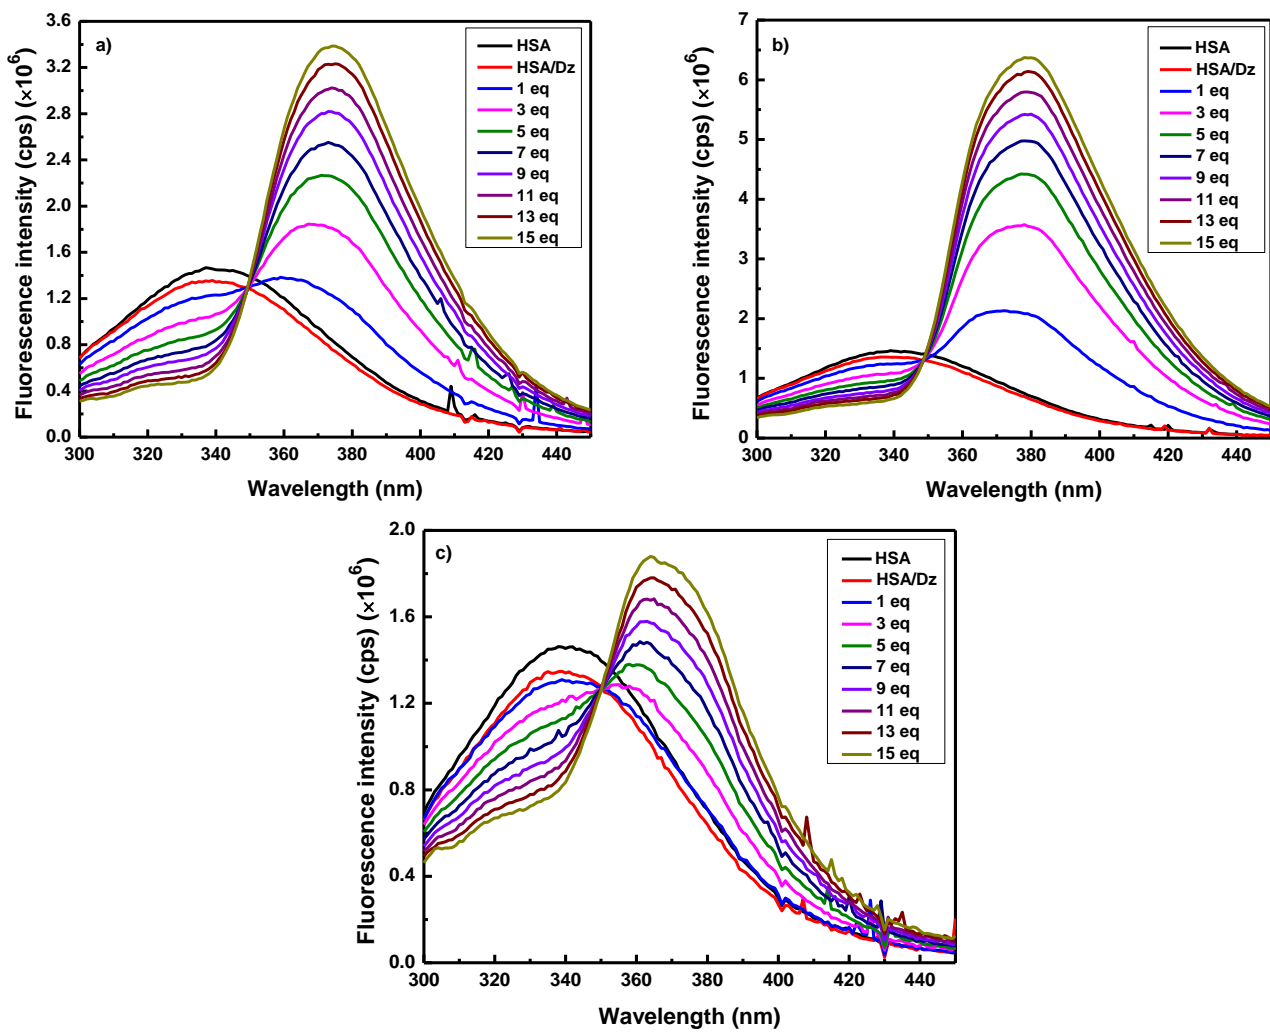 a)
Fluorescence intensity (cps) (×10⁶)
3.6
3.2
2.8
2.4
2.0
1.6
1.2
0.8
0.4
0.0
300 320 340 360 380 400 420 440
Wavelength (nm)
HSA
HSA/Dz
1 eq
3 eq
5 eq
7 eq
9 eq
11 eq
13 eq
15 eq
b)
Fluorescence intensity (cps) (×10⁶)
7
6
5
4
3
2
1
0
300 320 340 360 380 400 420 440
Wavelength (nm)
HSA
HSA/Dz
1 eq
3 eq
5 eq
7 eq
9 eq
11 eq
13 eq
15 eq
c)
Fluorescence intensity (cps) (×10⁶)
2.0
1.6
1.2
0.8
0.4
0.0
300 320 340 360 380 400 420 440
Wavelength (nm)
HSA
HSA/Dz
1 eq
3 eq
5 eq
7 eq
9 eq
11 eq
13 eq
15 eq